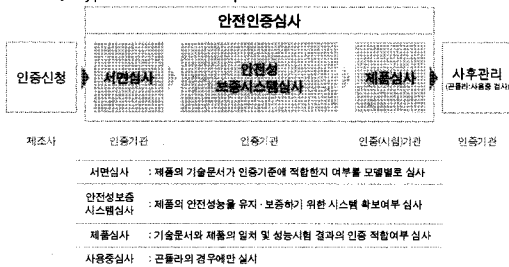 안전인증심사
인증신청
서면심사
안전성
보증시스템심사
제품심사
사후관리
(곤돌라:사용중 검사)
제조사
인증기관
인증기관
인증(시험)기관
인증기관
서면심사 : 제품의 기술문서가 인증기준에 적합한지 여부를 모델별로 심사
안전성보증
시스템심사 : 제품의 안전성능을 유지·보증하기 위한 시스템 확보여부 심사
제품심사 : 기술문서와 제품의 일치 및 성능시험 결과의 인증 적합여부 심사
사용중심사 : 곤돌라의 경우에만 실시